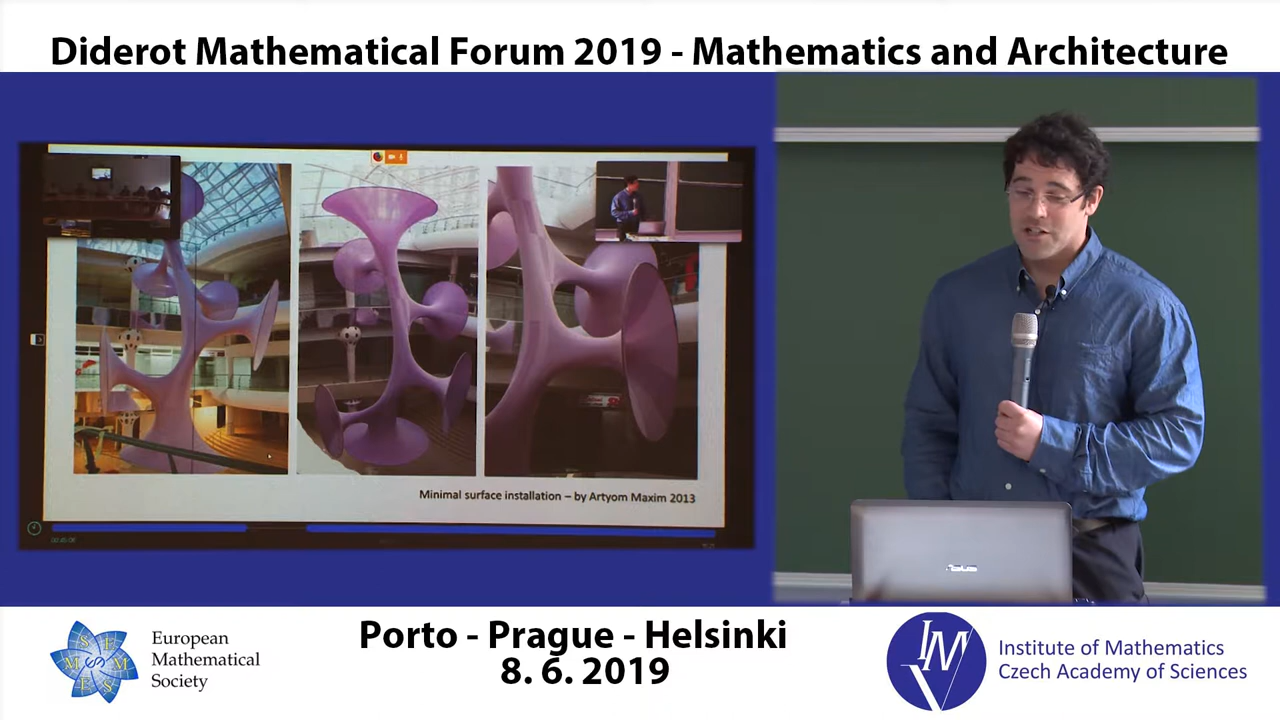 Diderot Mathematical Forum 2019 - Mathematics and Architecture
Minimal surface installation – by Artyom Maxim 2013
European
Mathematical
Society
Porto - Prague - Helsinki
8. 6. 2019
IM
Institute of Mathematics
Czech Academy of Sciences